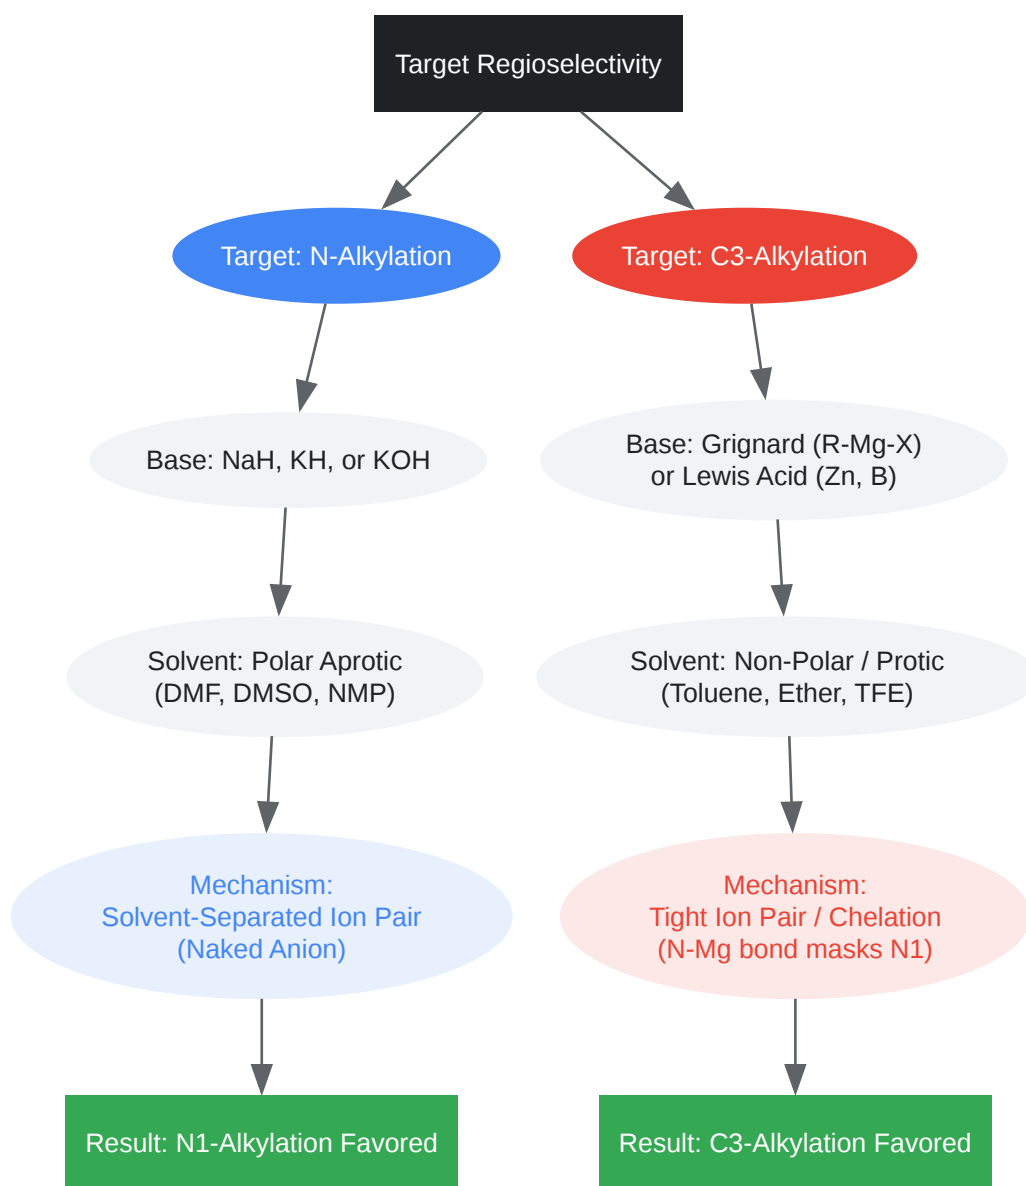 Target Regioselectivity
Target: N-Alkylation
Target: C3-Alkylation
Base: NaH, KH, or KOH
Base: Grignard (R-Mg-X)
or Lewis Acid (Zn, B)
Solvent: Polar Aprotic
(DMF, DMSO, NMP)
Solvent: Non-Polar / Protic
(Toluene, Ether, TFE)
Mechanism:
Solvent-Separated Ion Pair
(Naked Anion)
Mechanism:
Tight Ion Pair / Chelation
(N-Mg bond masks N1)
Result: N1-Alkylation Favored
Result: C3-Alkylation Favored